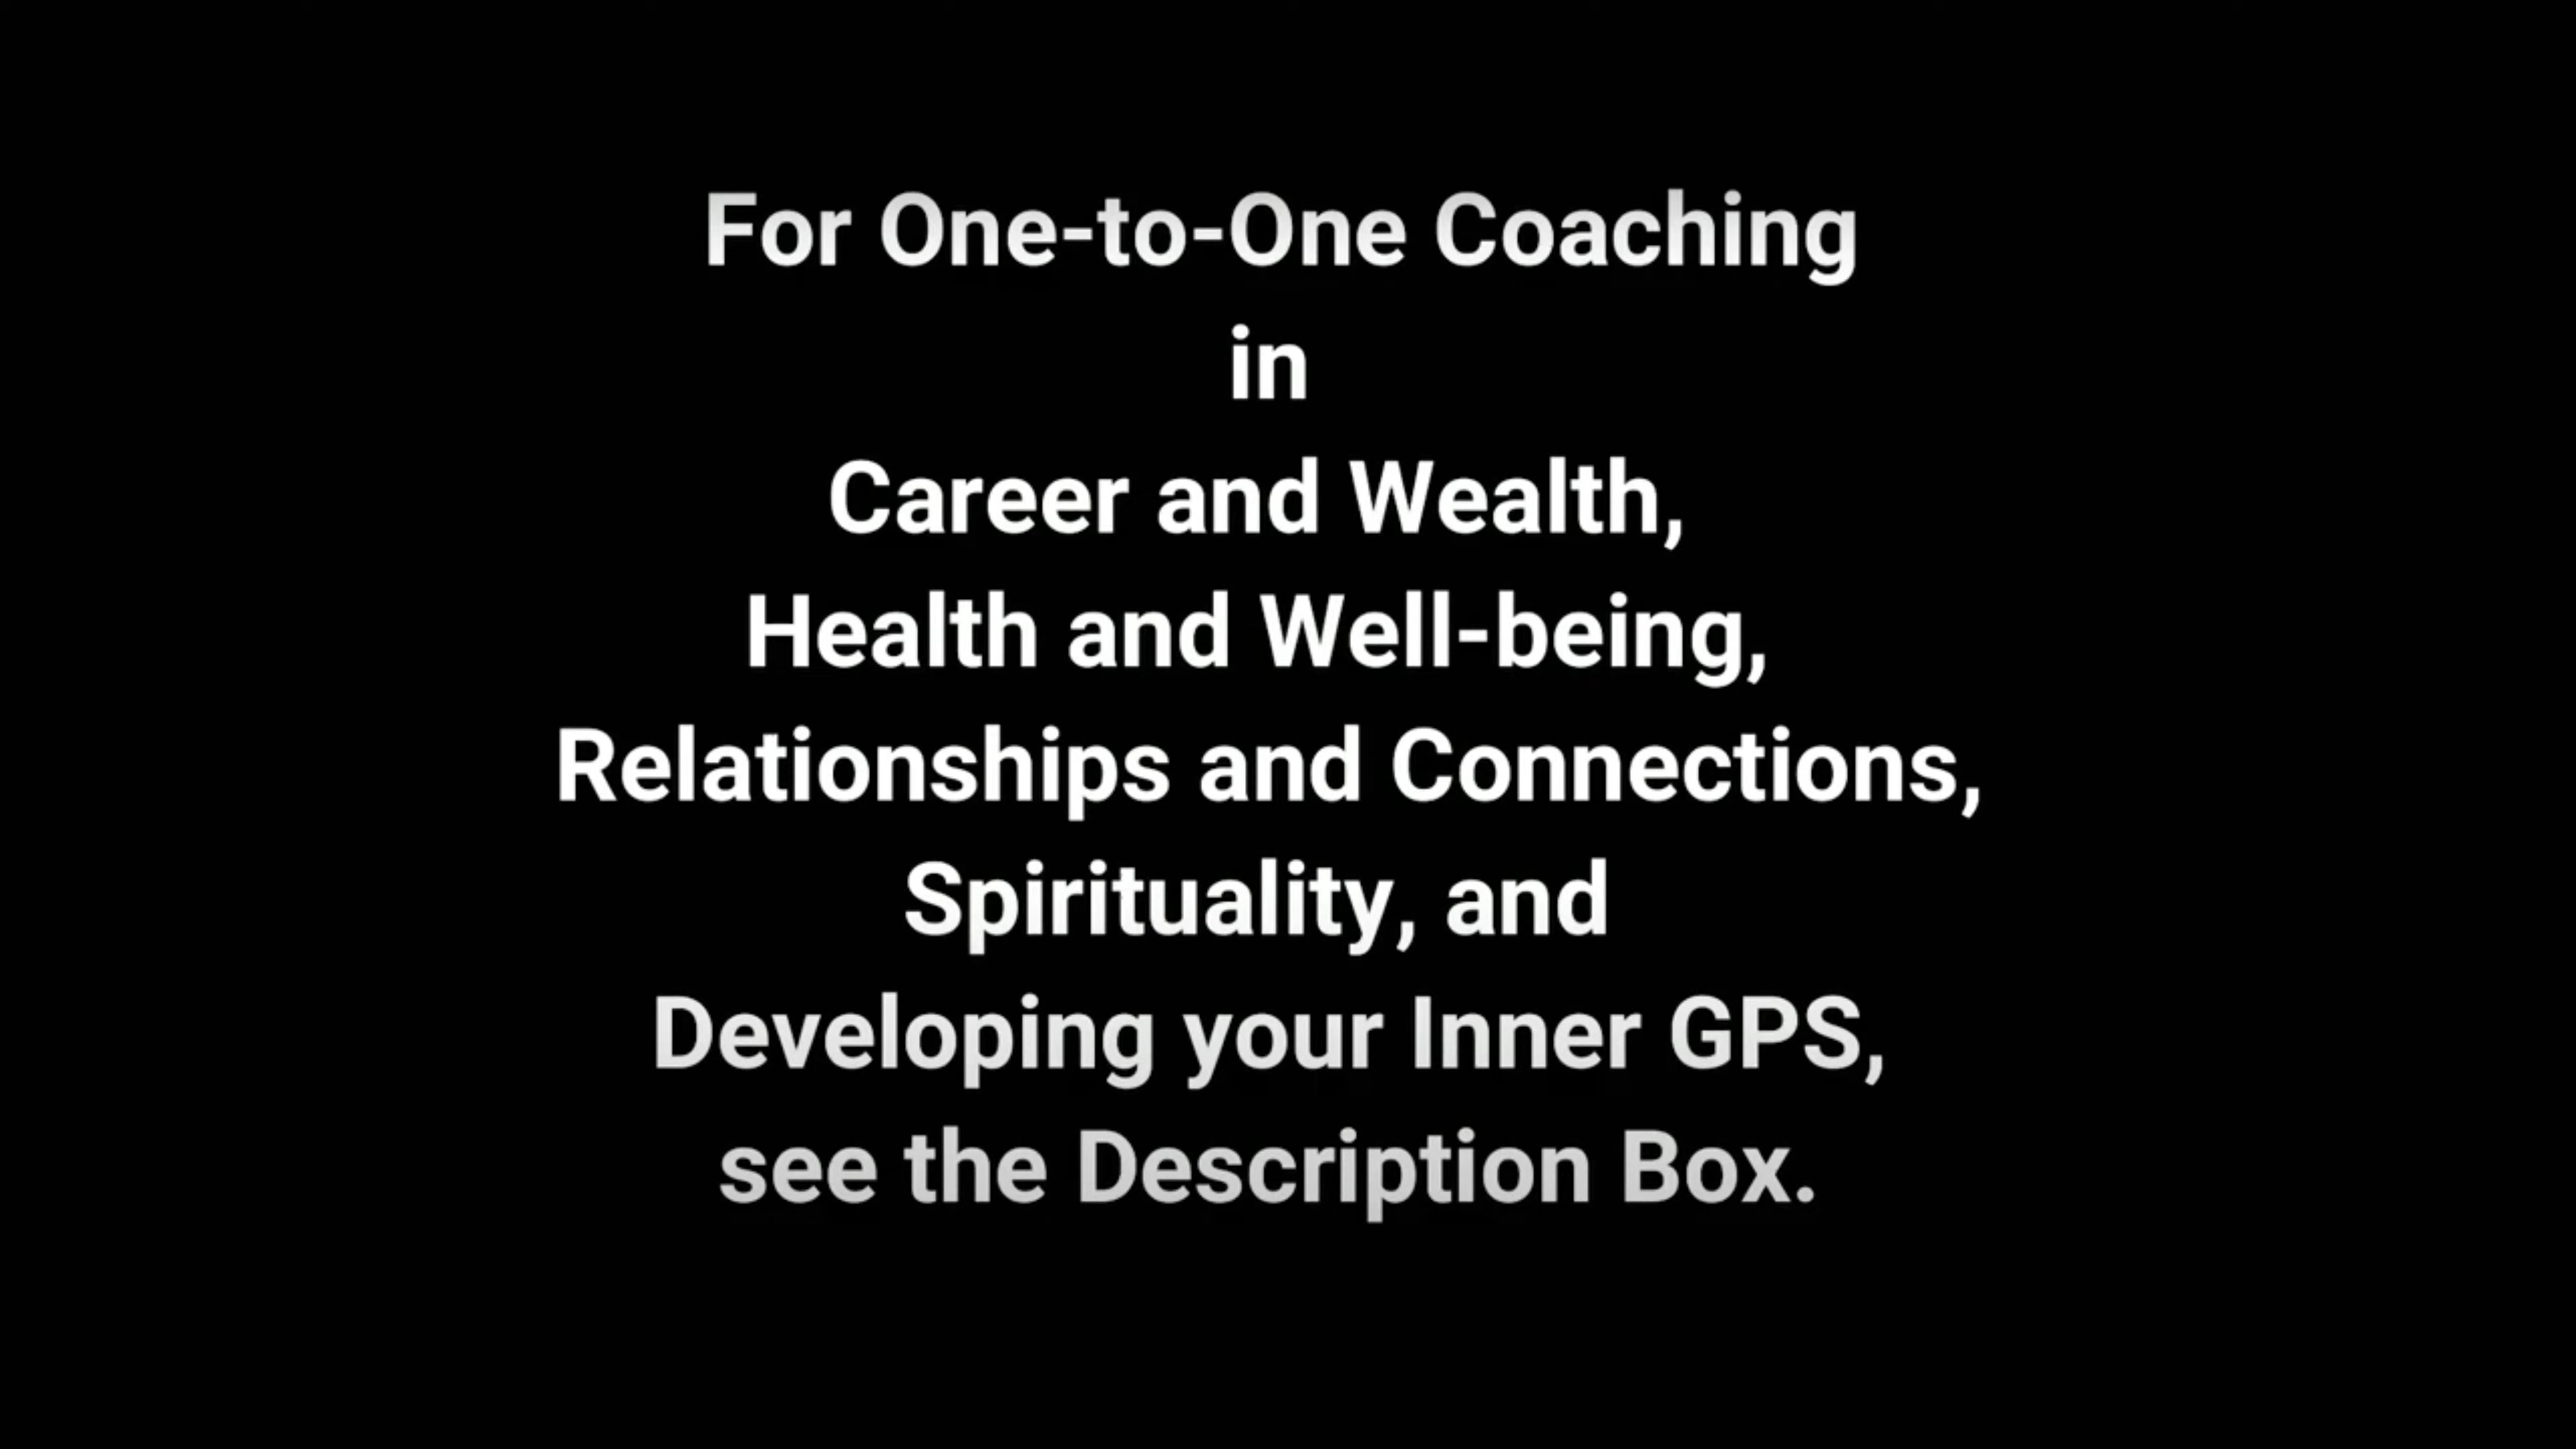 For One-to-One Coaching
in
Career and Wealth,
Health and Well-being,
Relationships and Connections,
Spirituality, and
Developing your Inner GPS,
see the Description Box.